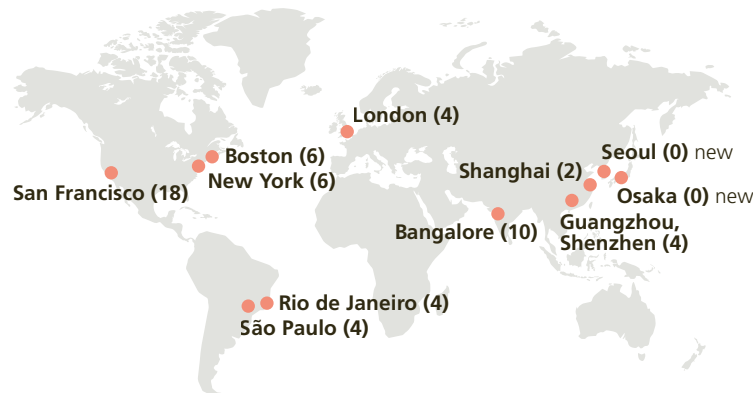 London (4)
Boston (6)
New York (6)
San Francisco (18)
Seoul (0) new
Shanghai (2)
Osaka (0) new
Guangzhou,
Shenzhen (4)
Bangalore (10)
Rio de Janeiro (4)
São Paulo (4)